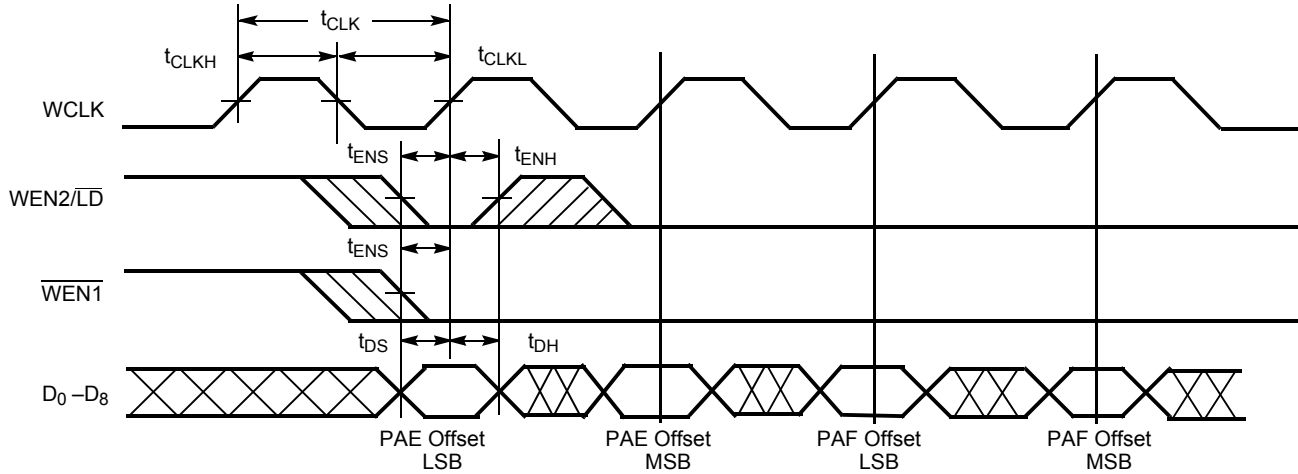 tCLK
tCLKH
tCLKL
WCLK
tENS
tENH
WEN2/LD
tENS
WEN1
tDS
tDH
D0 –D8
PAE Offset
LSB
PAE Offset
MSB
PAF Offset
LSB
PAF Offset
MSB